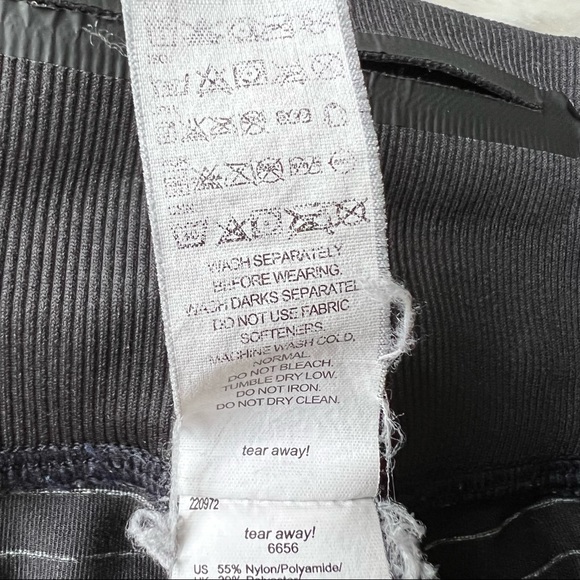 WASH SEPARATELY
BEFORE WEARING.
WASH DARKS SEPARATEL
DO NOT USE FABRIC
SOFTENERS.
MACHINE WASH COLD,
NORMAL.
DO NOT BLEACH.
TUMBLE DRY LOW.
DO NOT IRON.
DO NOT DRY CLEAN.
tear away!
220972
tear away!
6656
US 55% Nylon/Polyamide/